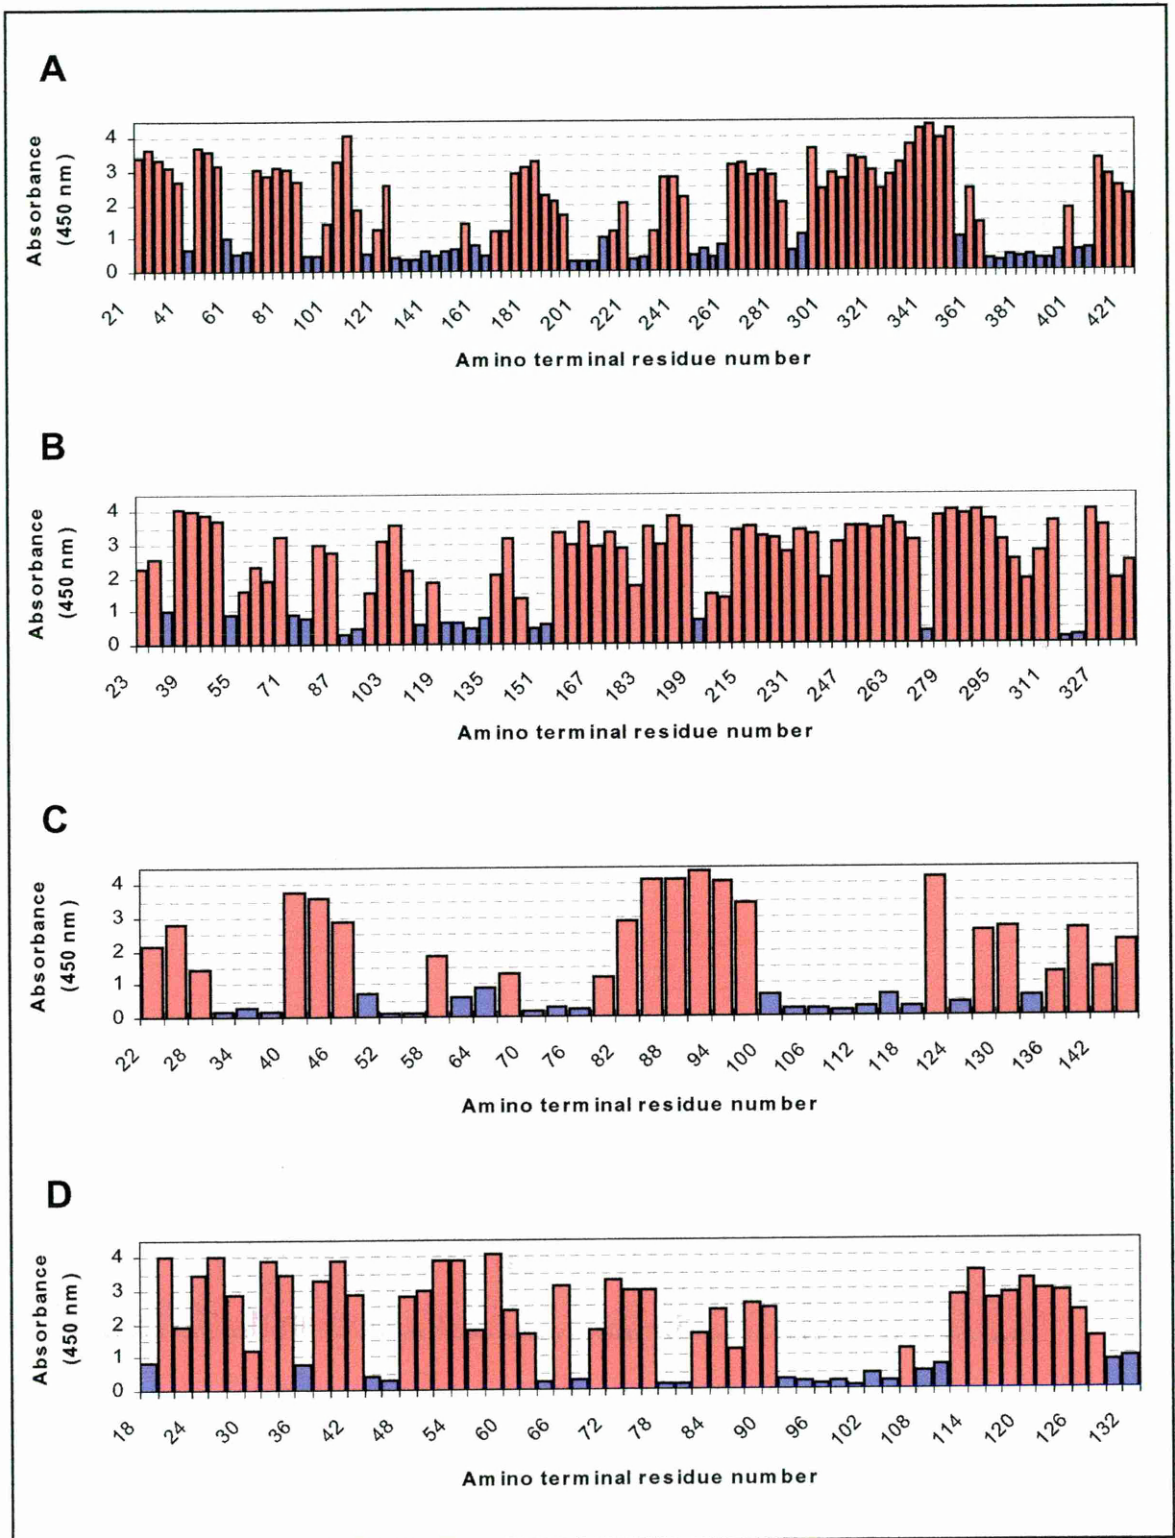 A
Absorbance
(450 nm)
4
3
2
1
0
21 41 61 81 101 121 141 161 181 201 221 241 261 281 301 321 341 361 381 401 421
Amino terminal residue number
B
Absorbance
(450 nm)
4
3
2
1
0
23 39 55 71 87 103 119 135 151 167 183 199 215 231 247 263 279 295 311 327
Amino terminal residue number
C
Absorbance
(450 nm)
4
3
2
1
0
22 28 34 40 46 52 58 64 70 76 82 88 94 100 106 112 118 124 130 136 142
Amino terminal residue number
D
Absorbance
(450 nm)
4
3
2
1
0
18 24 30 36 42 48 54 60 66 72 78 84 90 96 102 108 114 120 126 132
Amino terminal residue number